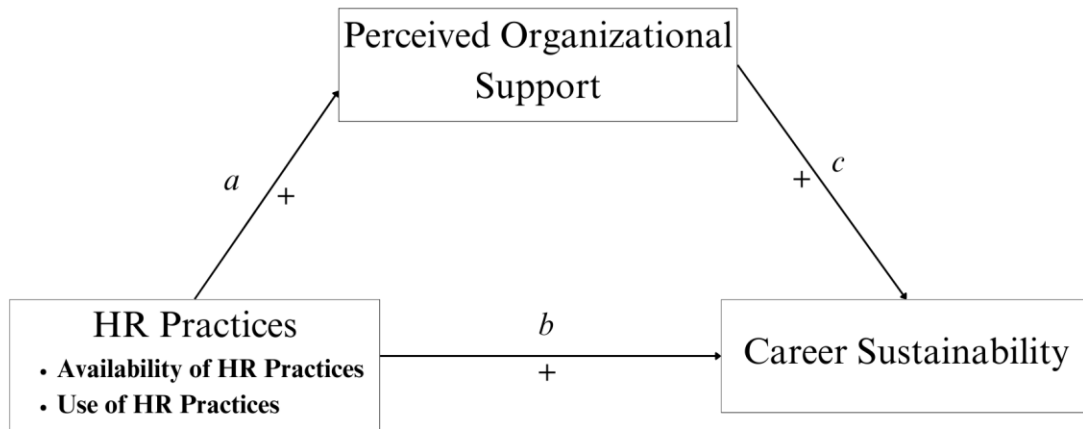 Perceived Organizational
Support
a
+
+
c
HR Practices
• Availability of HR Practices
• Use of HR Practices
b
+
Career Sustainability